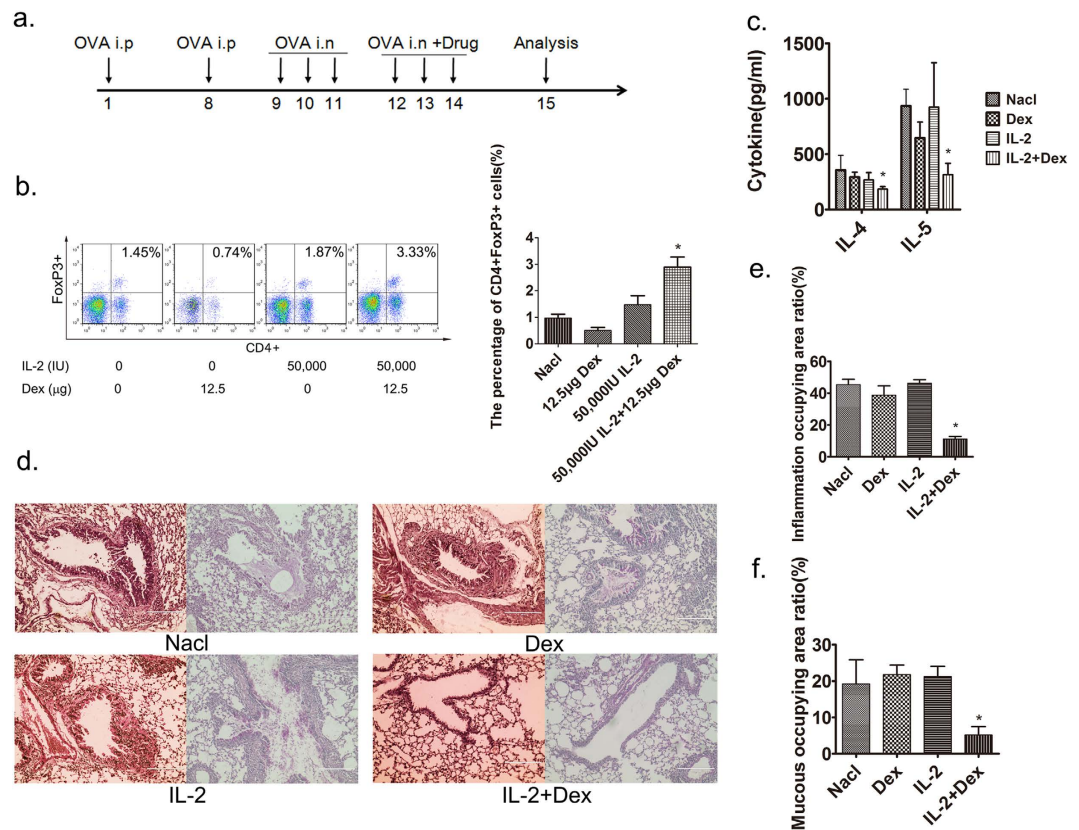 a.
OVA i.p OVA i.p OVA i.n OVA i.n +Drug Analysis
1 8 9 10 11 12 13 14 15
b.
FoxP3+
1.45% 0.74% 1.87% 3.33%
CD4+
IL-2 (IU) 0 0 50,000 50,000
Dex (µg) 0 12.5 0 12.5
The percentage of CD4+FoxP3+ cells(%)
4
3
2
1
0
*
Nacl
12.5µg Dex
50,000IU IL-2
50,000IU IL-2+12.5µg Dex
c.
Cytokine(pg/ml)
1500
1000
500
0
*
*
IL-4
IL-5
Nacl
Dex
IL-2
IL-2+Dex
d.
Nacl
Dex
IL-2
IL-2+Dex
e.
Inflammation occupying area ratio(%)
60
40
20
0
*
Nacl
Dex
IL-2
IL-2+Dex
f.
Mucous occupying area ratio(%)
30
20
10
0
*
Nacl
Dex
IL-2
IL-2+Dex